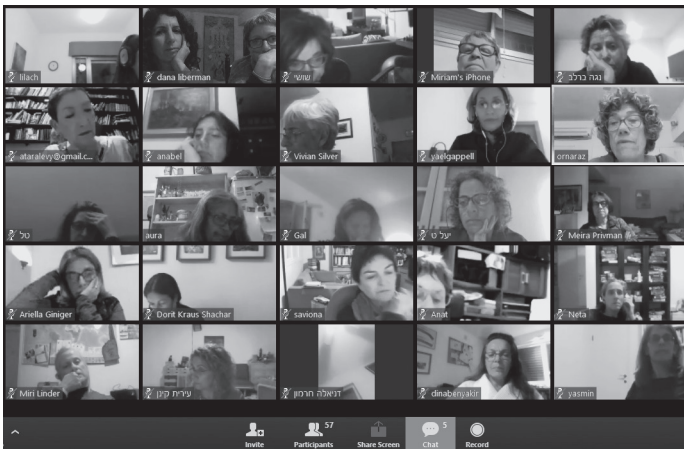 lilach
dana liberman
שושי
Miriam's iPhone
נגה כרלב
ataralevy@gmail.c...
anabel
Vivian Silver
yaelgappell
ornaraz
טל
aura
Gal
יעל ט
Meira Privman
Ariella Giniger
Dorit Kraus Shachar
saviona
Anat
Neta
Miri Linder
עירית קינן
דניאלה חרמון
dinabenyakir
yasmin
57
5
Invite
Participants
Share Screen
Chat
Record